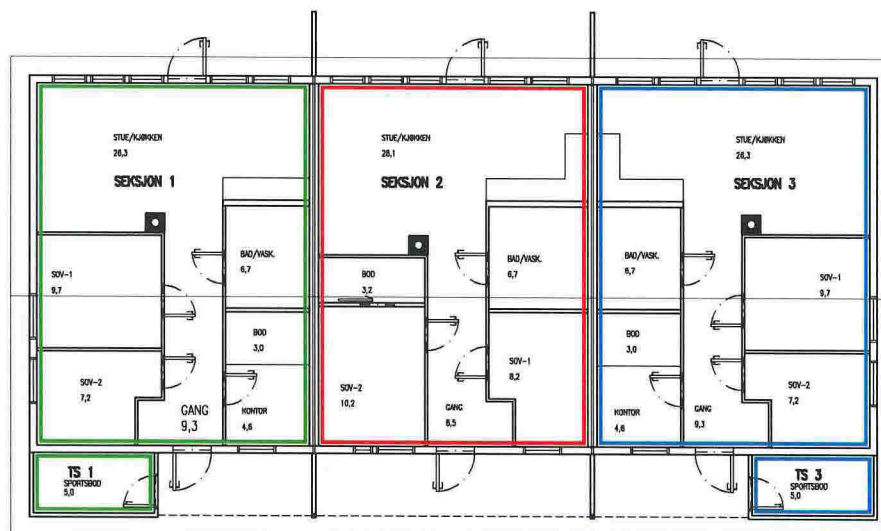 STUE/KJØKKEN
26,3
SEKSJON 1
SOV-1
9,7
SOV-2
7,2
BAD/VASK.
6,7
BOD
3,0
GANG
9,3
KONTOR
4,6
TS 1
SPORTSBOD
5,0
STUE/KJØKKEN
26,1
SEKSJON 2
BOD
3,2
BAD/VASK.
6,7
SOV-1
8,2
SOV-2
10,2
GANG
8,5
STUE/KJØKKEN
26,3
SEKSJON 3
BAD/VASK.
6,7
SOV-1
9,7
BOD
3,0
SOV-2
7,2
KONTOR
4,6
GANG
9,3
TS 3
SPORTSBOD
5,0